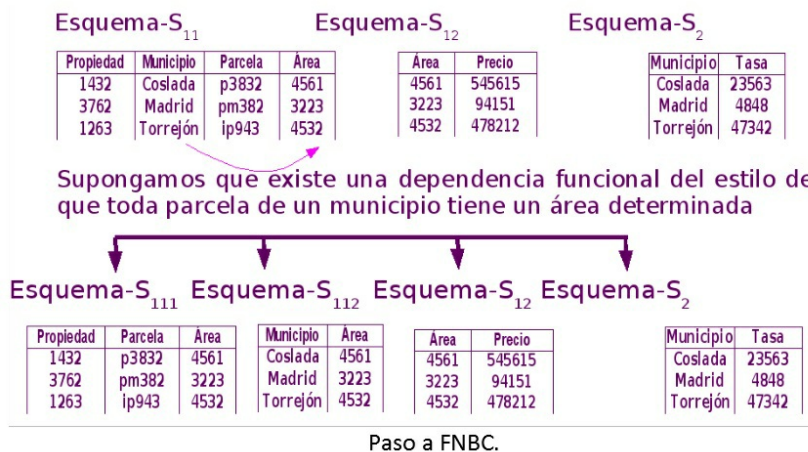 Esquema-S11 Esquema-S12 Esquema-S2
Propiedad Municipio Parcela Área
1432 Coslada p3832 4561
3762 Madrid pm382 3223
1263 Torrejón ip943 4532
Área Precio
4561 545615
3223 94151
4532 478212
Municipio Tasa
Coslada 23563
Madrid 4848
Torrejón 47342
Supongamos que existe una dependencia funcional del estilo de
que toda parcela de un municipio tiene un área determinada
Esquema-S111 Esquema-S112 Esquema-S12 Esquema-S2
Propiedad Parcela Área
1432 p3832 4561
3762 pm382 3223
1263 ip943 4532
Municipio Área
Coslada 4561
Madrid 3223
Torrejón 4532
Área Precio
4561 545615
3223 94151
4532 478212
Municipio Tasa
Coslada 23563
Madrid 4848
Torrejón 47342
Paso a FNBC.